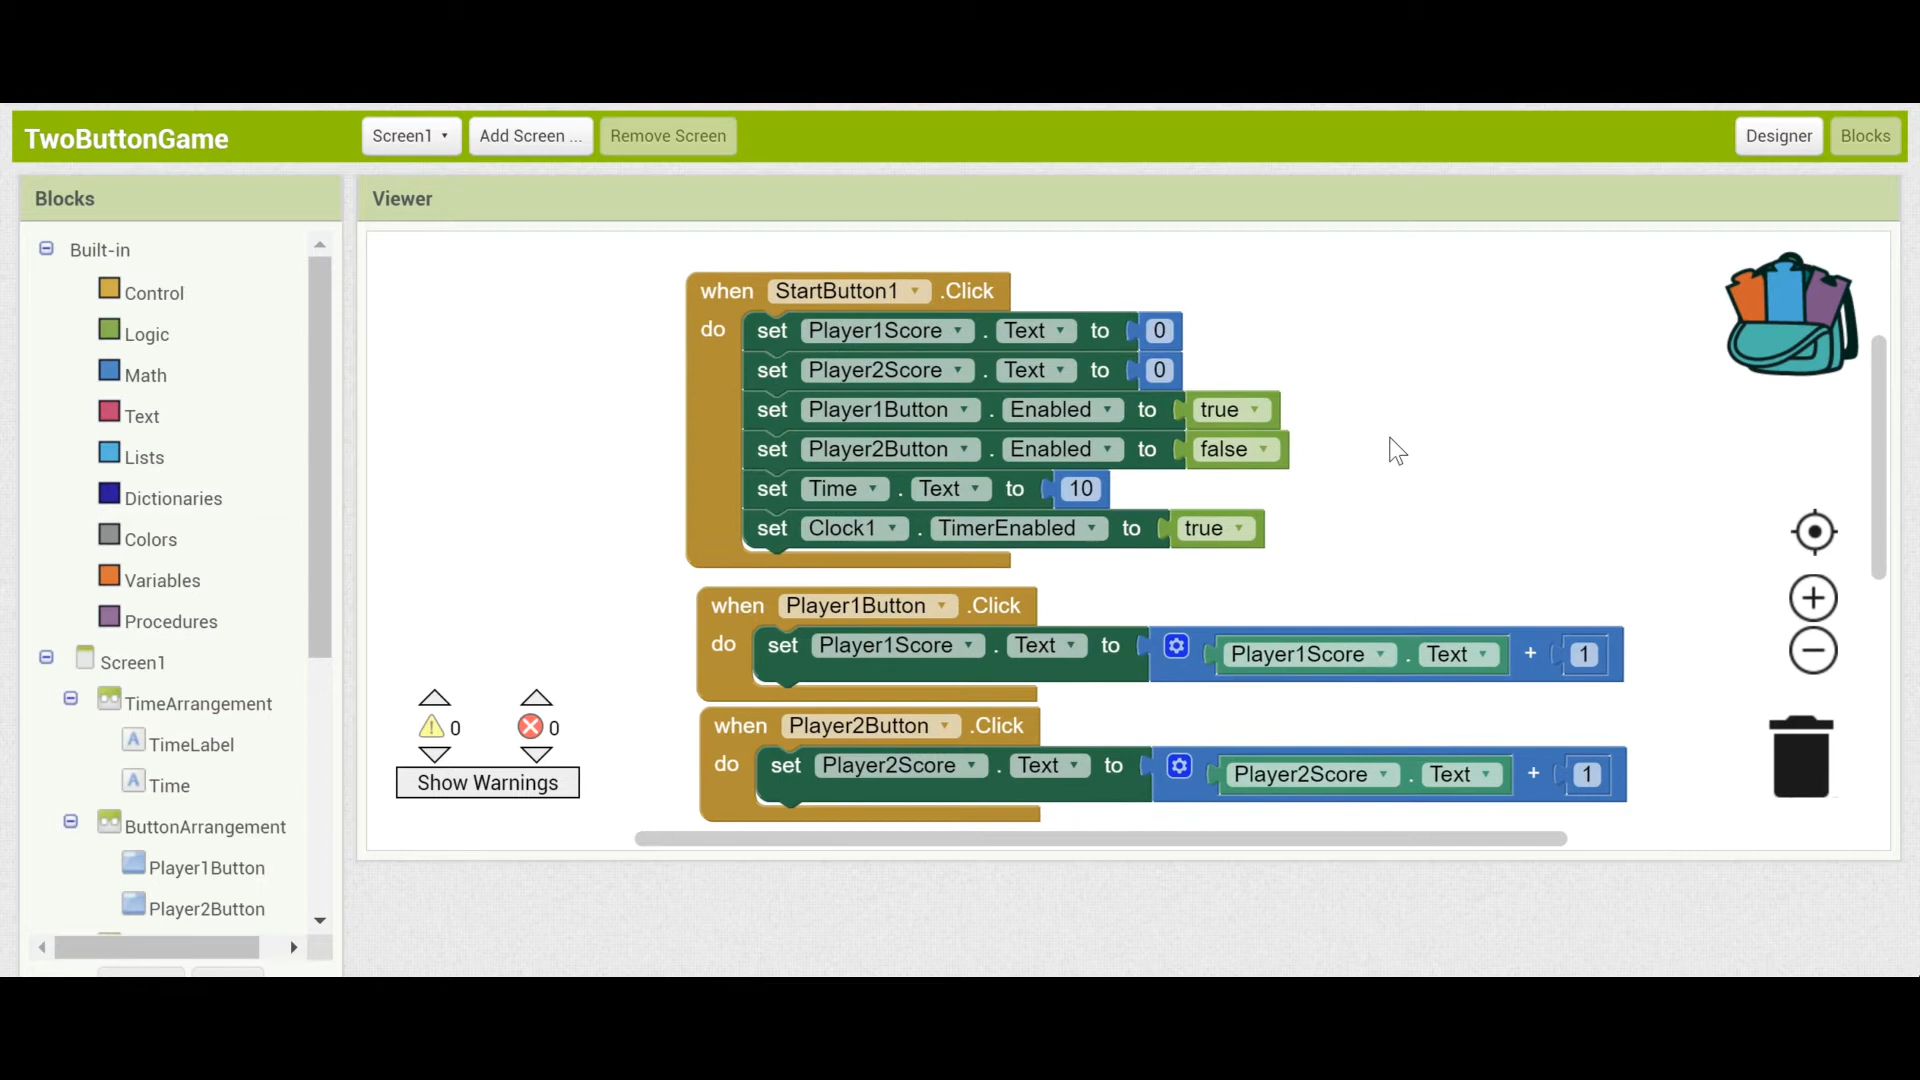 TwoButtonGame
Screen1
Add Screen ...
Remove Screen
Designer
Blocks
Blocks
Built-in
Control
Logic
Math
Text
Lists
Dictionaries
Colors
Variables
Procedures
Screen1
TimeArrangement
TimeLabel
Time
ButtonArrangement
Player1Button
Player2Button
Viewer
when StartButton1 .Click
do set Player1Score . Text to 0
set Player2Score . Text to 0
set Player1Button . Enabled to true
set Player2Button . Enabled to false
set Time . Text to 10
set Clock1 . TimerEnabled to true
when Player1Button .Click
do set Player1Score . Text to Player1Score . Text + 1
when Player2Button .Click
do set Player2Score . Text to Player2Score . Text + 1
0 0
Show Warnings